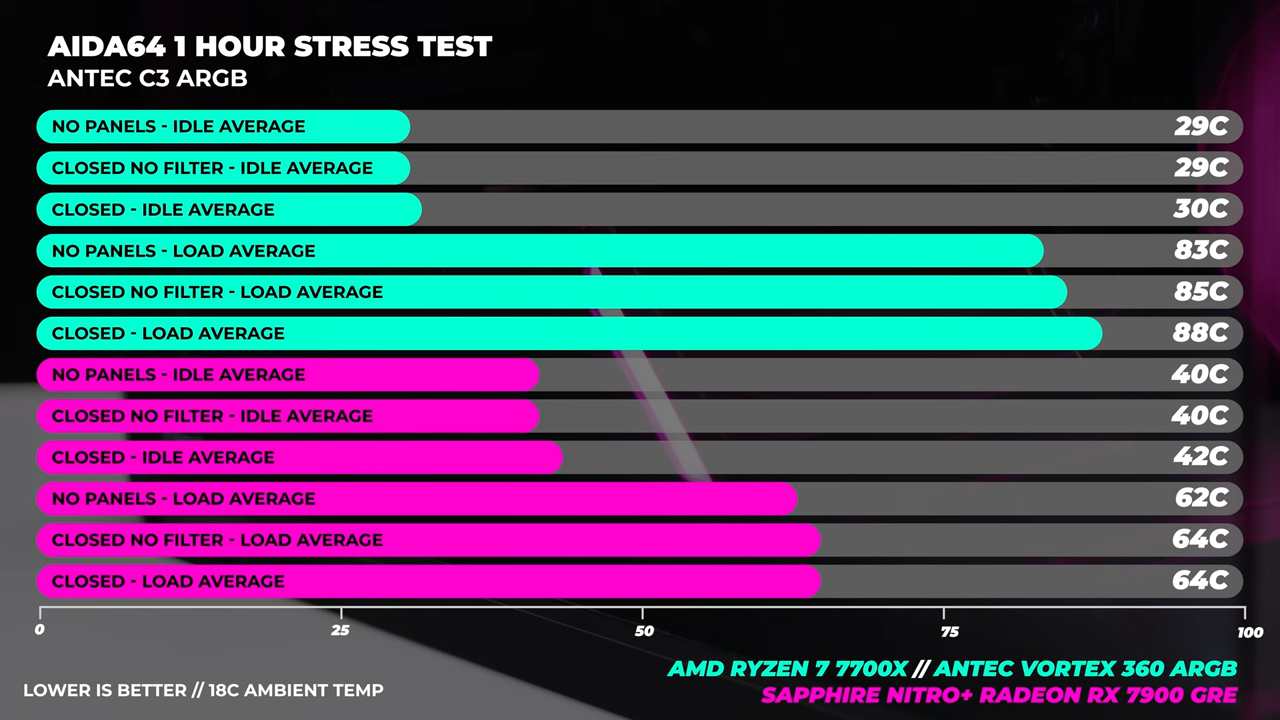 AIDA64 1 HOUR STRESS TEST
ANTEC C3 ARGB
NO PANELS - IDLE AVERAGE 29C
CLOSED NO FILTER - IDLE AVERAGE 29C
CLOSED - IDLE AVERAGE 30C
NO PANELS - LOAD AVERAGE 83C
CLOSED NO FILTER - LOAD AVERAGE 85C
CLOSED - LOAD AVERAGE 88C
NO PANELS - IDLE AVERAGE 40C
CLOSED NO FILTER - IDLE AVERAGE 40C
CLOSED - IDLE AVERAGE 42C
NO PANELS - LOAD AVERAGE 62C
CLOSED NO FILTER - LOAD AVERAGE 64C
CLOSED - LOAD AVERAGE 64C
0 25 50 75 100
AMD RYZEN 7 7700X // ANTEC VORTEX 360 ARGB
LOWER IS BETTER // 18C AMBIENT TEMP
SAPPHIRE NITRO+ RADEON RX 7900 GRE